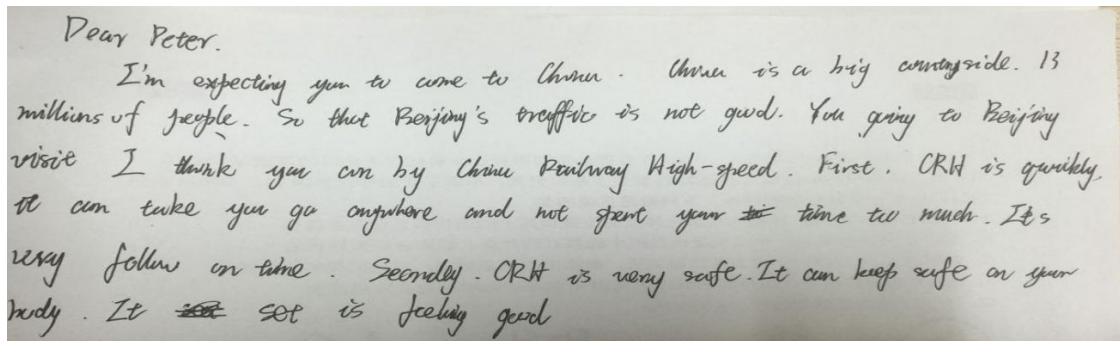 Dear Peter.
I'm expecting you to come to China. China is a big countryside. 13
millions of people. So that Beijing's traffic is not good. You going to Beijing
visit I think you can by China Railway High-speed. First. CRH is quickly,
it can take you go anywhere and not spent your time too much. It's
very follow on time. Secondly. CRH is very safe. It can keep safe on your
body. It set is feeling good